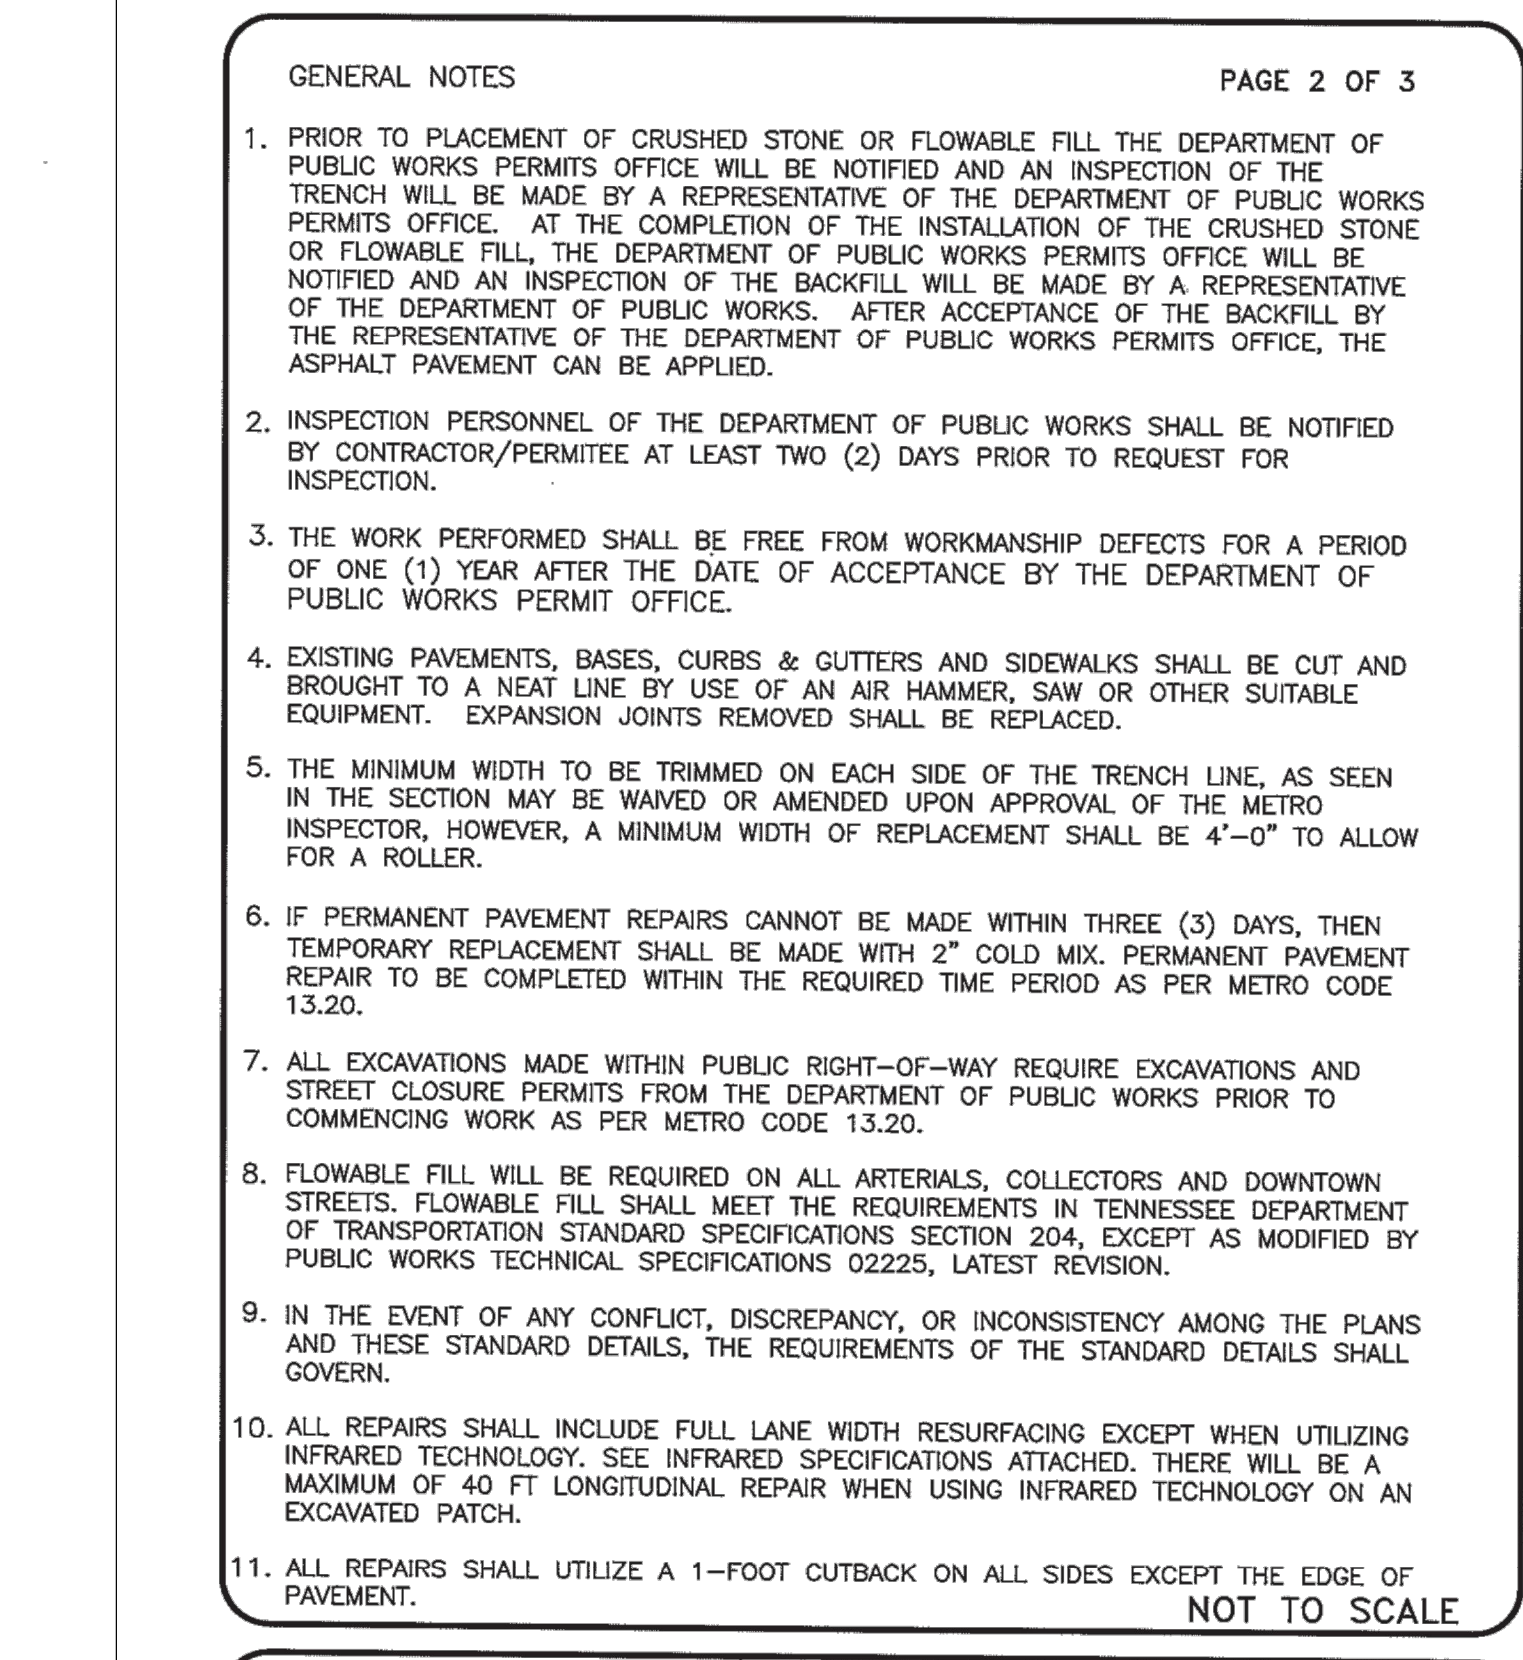 GENERAL NOTES
PAGE 2 OF 3
1. PRIOR TO PLACEMENT OF CRUSHED STONE OR FLOWABLE FILL THE DEPARTMENT OF
PUBLIC WORKS PERMITS OFFICE WILL BE NOTIFIED AND AN INSPECTION OF THE
TRENCH WILL BE MADE BY A REPRESENTATIVE OF THE DEPARTMENT OF PUBLIC WORKS
PERMITS OFFICE. AT THE COMPLETION OF THE INSTALLATION OF THE CRUSHED STONE
OR FLOWABLE FILL, THE DEPARTMENT OF PUBLIC WORKS PERMITS OFFICE WILL BE
NOTIFIED AND AN INSPECTION OF THE BACKFILL WILL BE MADE BY A REPRESENTATIVE
OF THE DEPARTMENT OF PUBLIC WORKS. AFTER ACCEPTANCE OF THE BACKFILL BY
THE REPRESENTATIVE OF THE DEPARTMENT OF PUBLIC WORKS PERMITS OFFICE, THE
ASPHALT PAVEMENT CAN BE APPLIED.
2. INSPECTION PERSONNEL OF THE DEPARTMENT OF PUBLIC WORKS SHALL BE NOTIFIED
BY CONTRACTOR/PERMITEE AT LEAST TWO (2) DAYS PRIOR TO REQUEST FOR
INSPECTION.
3. THE WORK PERFORMED SHALL BE FREE FROM WORKMANSHIP DEFECTS FOR A PERIOD
OF ONE (1) YEAR AFTER THE DATE OF ACCEPTANCE BY THE DEPARTMENT OF
PUBLIC WORKS PERMIT OFFICE.
4. EXISTING PAVEMENTS, BASES, CURBS & GUTTERS AND SIDEWALKS SHALL BE CUT AND
BROUGHT TO A NEAT LINE BY USE OF AN AIR HAMMER, SAW OR OTHER SUITABLE
EQUIPMENT. EXPANSION JOINTS REMOVED SHALL BE REPLACED.
5. THE MINIMUM WIDTH TO BE TRIMMED ON EACH SIDE OF THE TRENCH LINE, AS SEEN
IN THE SECTION MAY BE WAIVED OR AMENDED UPON APPROVAL OF THE METRO
INSPECTOR, HOWEVER, A MINIMUM WIDTH OF REPLACEMENT SHALL BE 4'-0" TO ALLOW
FOR A ROLLER.
6. IF PERMANENT PAVEMENT REPAIRS CANNOT BE MADE WITHIN THREE (3) DAYS, THEN
TEMPORARY REPLACEMENT SHALL BE MADE WITH 2" COLD MIX. PERMANENT PAVEMENT
REPAIR TO BE COMPLETED WITHIN THE REQUIRED TIME PERIOD AS PER METRO CODE
13.20.
7. ALL EXCAVATIONS MADE WITHIN PUBLIC RIGHT-OF-WAY REQUIRE EXCAVATIONS AND
STREET CLOSURE PERMITS FROM THE DEPARTMENT OF PUBLIC WORKS PRIOR TO
COMMENCING WORK AS PER METRO CODE 13.20.
8. FLOWABLE FILL WILL BE REQUIRED ON ALL ARTERIALS, COLLECTORS AND DOWNTOWN
STREETS. FLOWABLE FILL SHALL MEET THE REQUIREMENTS IN TENNESSEE DEPARTMENT
OF TRANSPORTATION STANDARD SPECIFICATIONS SECTION 204, EXCEPT AS MODIFIED BY
PUBLIC WORKS TECHNICAL SPECIFICATIONS 02225, LATEST REVISION.
9. IN THE EVENT OF ANY CONFLICT, DISCREPANCY, OR INCONSISTENCY AMONG THE PLANS
AND THESE STANDARD DETAILS, THE REQUIREMENTS OF THE STANDARD DETAILS SHALL
GOVERN.
10. ALL REPAIRS SHALL INCLUDE FULL LANE WIDTH RESURFACING EXCEPT WHEN UTILIZING
INFRARED TECHNOLOGY. SEE INFRARED SPECIFICATIONS ATTACHED. THERE WILL BE A
MAXIMUM OF 40 FT LONGITUDINAL REPAIR WHEN USING INFRARED TECHNOLOGY ON AN
EXCAVATED PATCH.
11. ALL REPAIRS SHALL UTILIZE A 1-FOOT CUTBACK ON ALL SIDES EXCEPT THE EDGE OF
PAVEMENT.
NOT TO SCALE